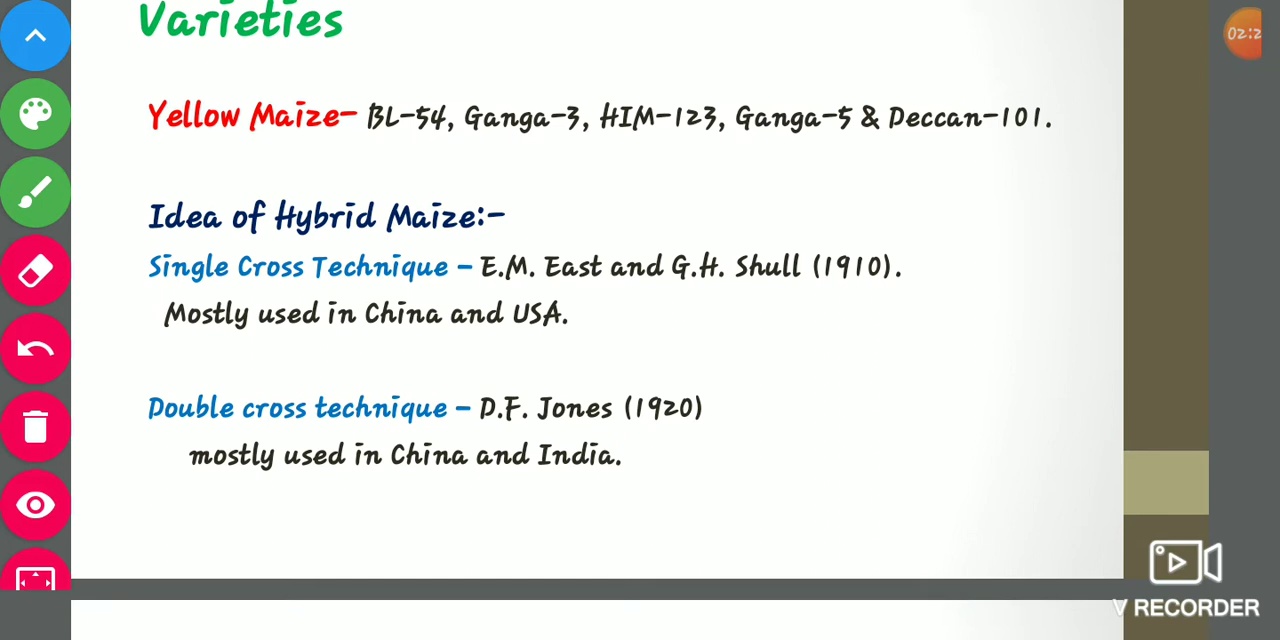 Varieties
02:2
Yellow Maize- BL-54, Ganga-3, HIM-123, Ganga-5 & Deccan-101.
Idea of Hybrid Maize:-
Single Cross Technique - E.M. East and G.H. Shull (1910).
Mostly used in China and USA.
Double cross technique - D.F. Jones (1920)
mostly used in China and India.
V RECORDER